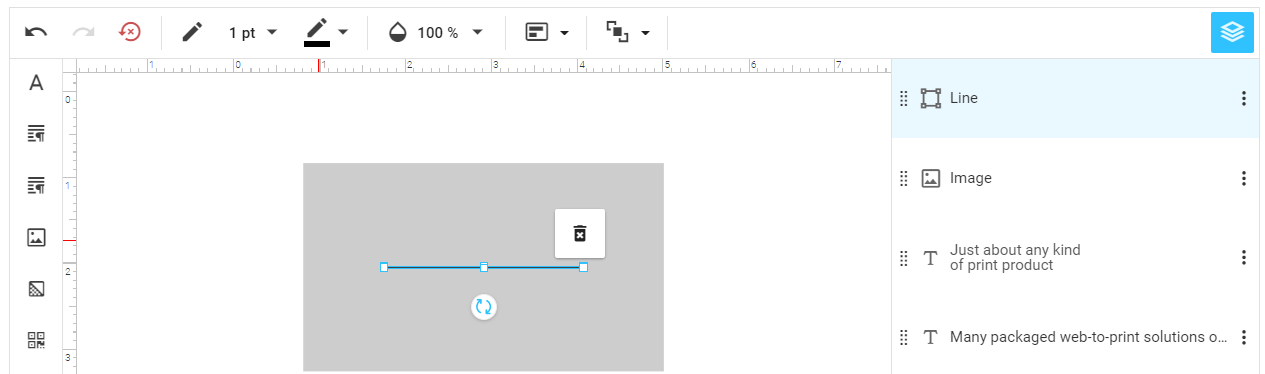 1 pt
100 %
1 0 1 2 3 4 5 6 7
A
0
1
2
3
Line
Image
Just about any kind
of print product
Many packaged web-to-print solutions o...